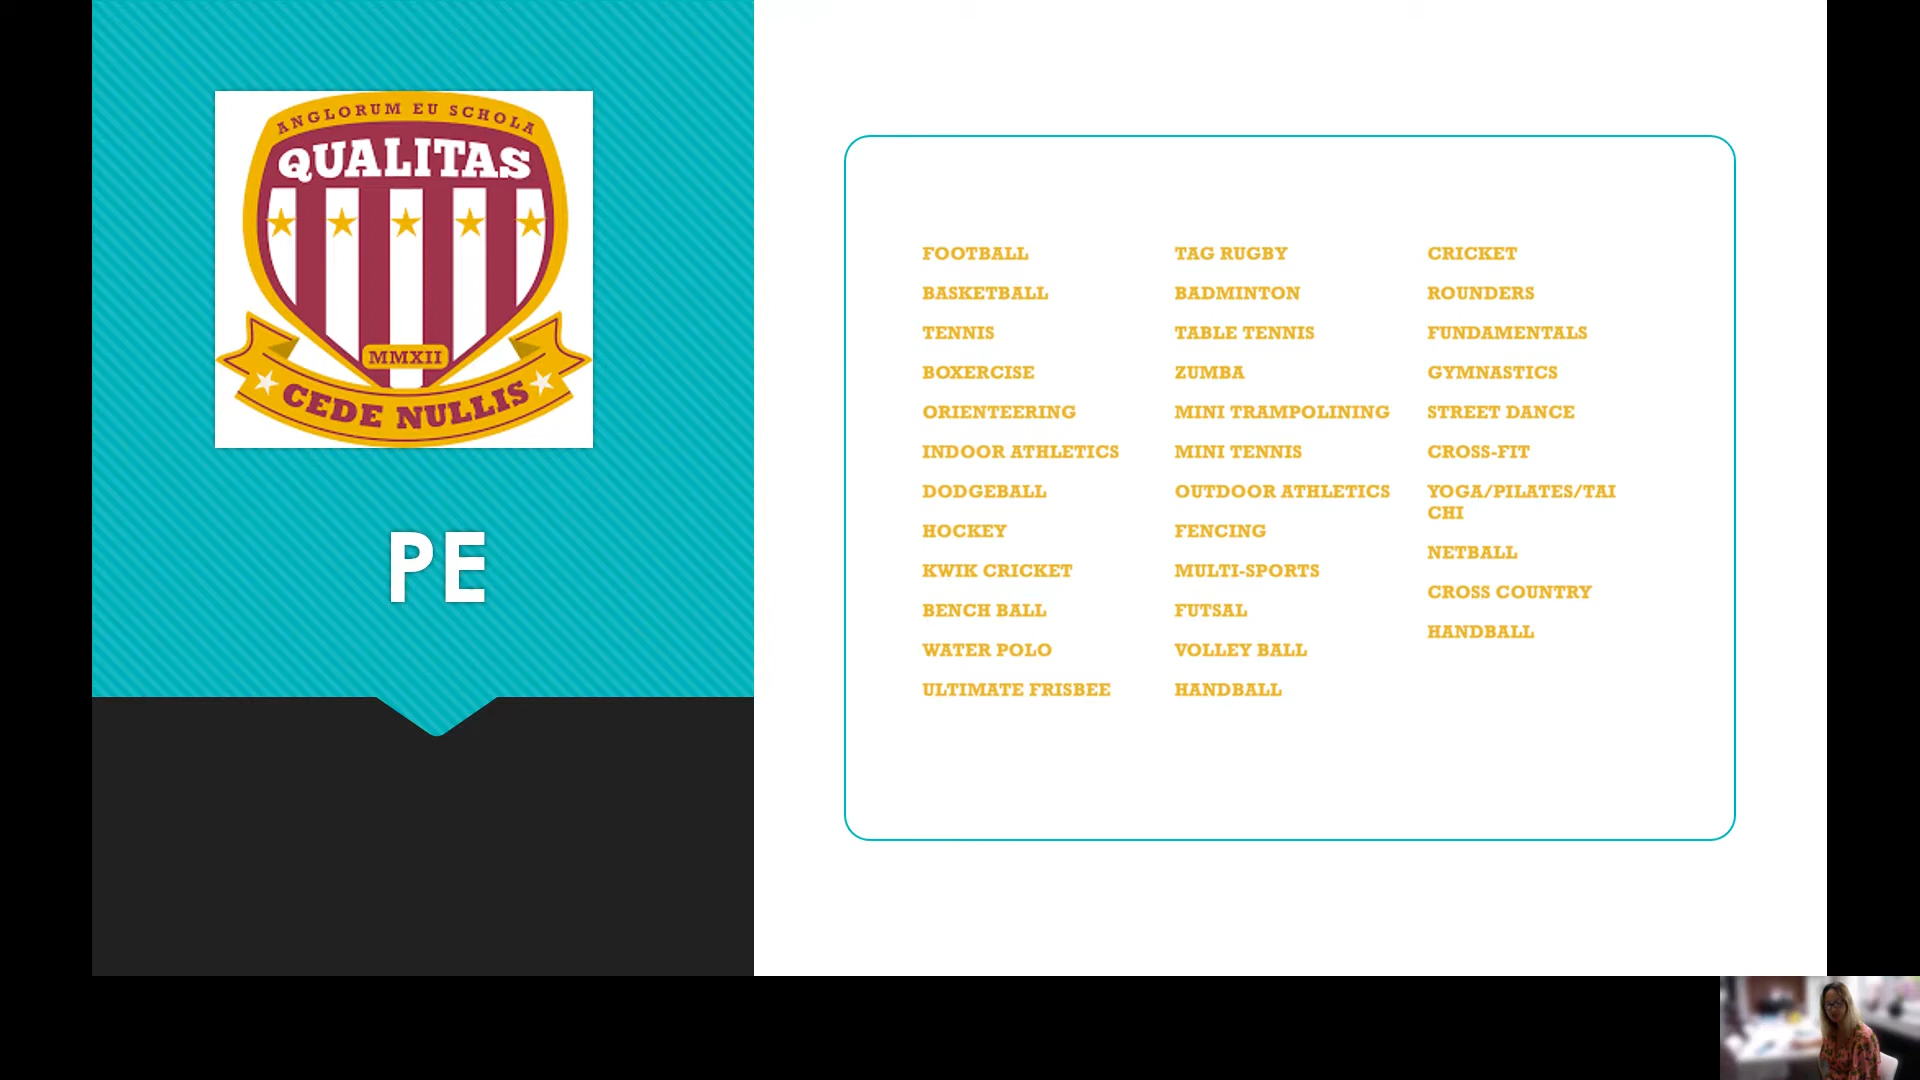 ANGLORUM EU SCHOLA
QUALITAS
MMXII
CEDE NULLIS
PE
FOOTBALL
BASKETBALL
TENNIS
BOXERCISE
ORIENTEERING
INDOOR ATHLETICS
DODGEBALL
HOCKEY
KWIK CRICKET
BENCH BALL
WATER POLO
ULTIMATE FRISBEE
TAG RUGBY
BADMINTON
TABLE TENNIS
ZUMBA
MINI TRAMPOLINING
MINI TENNIS
OUTDOOR ATHLETICS
FENCING
MULTI-SPORTS
FUTSAL
VOLLEY BALL
HANDBALL
CRICKET
ROUNDERS
FUNDAMENTALS
GYMNASTICS
STREET DANCE
CROSS-FIT
YOGA/PILATES/TAI
CHI
NETBALL
CROSS COUNTRY
HANDBALL